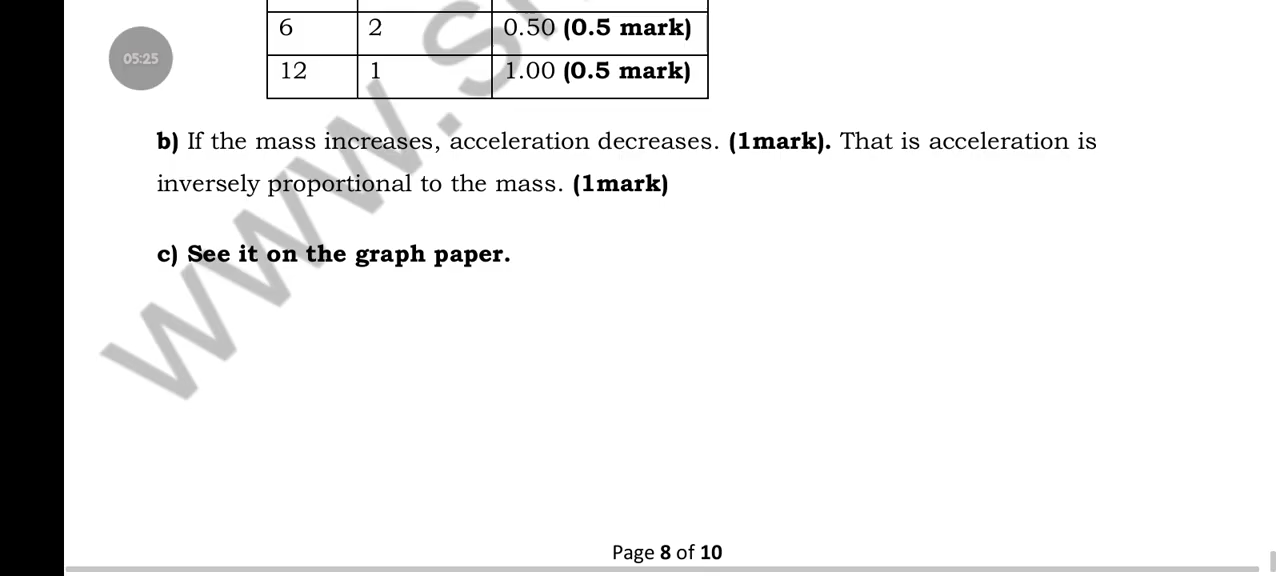 6 2 0.50 (0.5 mark)
05:25
12 1 1.00 (0.5 mark)
b) If the mass increases, acceleration decreases. (1mark). That is acceleration is
inversely proportional to the mass. (1mark)
c) See it on the graph paper.
www.s
Page 8 of 10